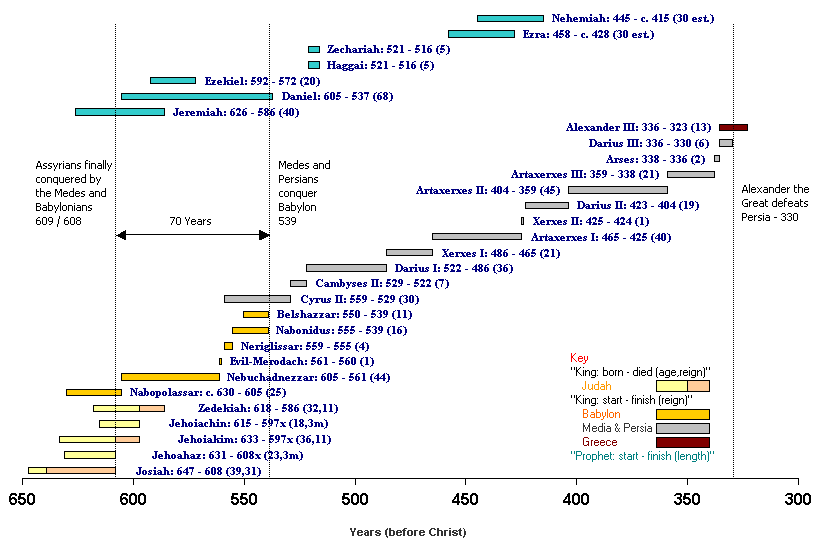 Nehemiah: 445 - c. 415 (30 est.)
Ezra: 458 - c. 428 (30 est.)
Zechariah: 521 - 516 (5)
Haggai: 521 - 516 (5)
Ezekiel: 592 - 572 (20)
Daniel: 605 - 537 (68)
Jeremiah: 626 - 586 (40)
Alexander III: 336 - 323 (13)
Darius III: 336 - 330 (6)
Arses: 338 - 336 (2)
Artaxerxes III: 359 - 338 (21)
Artaxerxes II: 404 - 359 (45)
Darius II: 423 - 404 (19)
Xerxes II: 425 - 424 (1)
Artaxerxes I: 465 - 425 (40)
Xerxes I: 486 - 465 (21)
Darius I: 522 - 486 (36)
Cambyses II: 529 - 522 (7)
Cyrus II: 559 - 529 (30)
Belshazzar: 550 - 539 (11)
Nabonidus: 555 - 539 (16)
Neriglissar: 559 - 555 (4)
Evil-Merodach: 561 - 560 (1)
Nebuchadnezzar: 605 - 561 (44)
Nabopolassar: c. 630 - 605 (25)
Zedekiah: 618 - 586 (32,11)
Jehoiachin: 615 - 597x (18,3m)
Jehoiakim: 633 - 597x (36,11)
Jehoahaz: 631 - 608x (23,3m)
Josiah: 647 - 608 (39,31)
Assyrians finally
conquered by
the Medes and
Babylonians
609 / 608
70 Years
Medes and
Persians
conquer
Babylon
539
Alexander the
Great defeats
Persia - 330
Key
"King: born - died (age,reign)"
Judah
"King: start - finish (reign)"
Babylon
Media & Persia
Greece
"Prophet: start - finish (length)"
650
600
550
500
450
400
350
300
Years (before Christ)